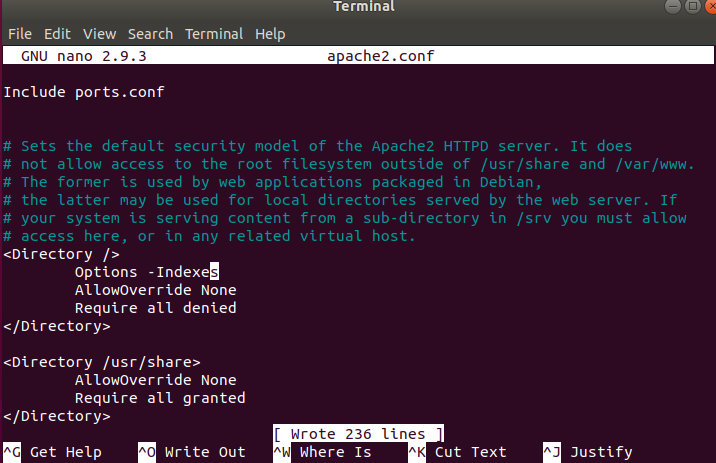 Terminal
File Edit View Search Terminal Help
GNU nano 2.9.3 apache2.conf
Include ports.conf
# Sets the default security model of the Apache2 HTTPD server. It does
# not allow access to the root filesystem outside of /usr/share and /var/www.
# The former is used by web applications packaged in Debian,
# the latter may be used for local directories served by the web server. If
# your system is serving content from a sub-directory in /srv you must allow
# access here, or in any related virtual host.
<Directory />
Options -Indexes
AllowOverride None
Require all denied
</Directory>
<Directory /usr/share>
AllowOverride None
Require all granted
</Directory>
[ Wrote 236 lines ]
^G Get Help ^O Write Out ^W Where Is ^K Cut Text ^J Justify